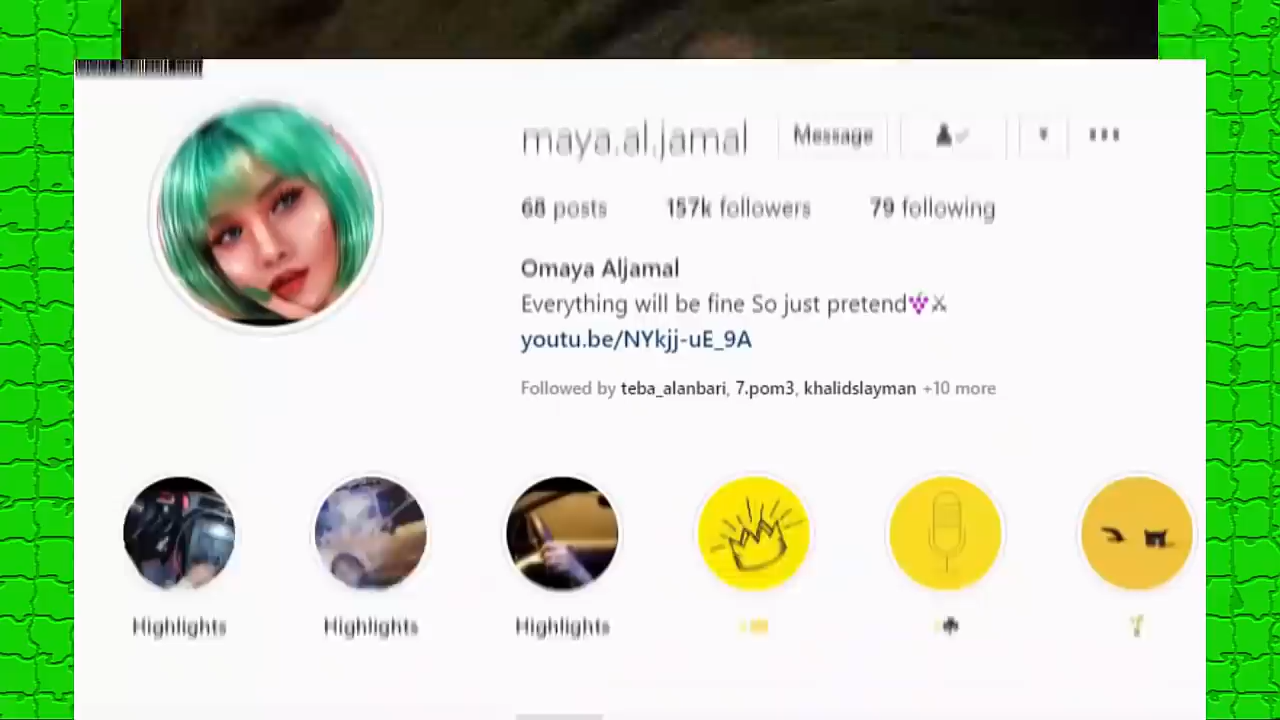 maya.al.jamal Message
68 posts 157k followers 79 following
Omaya Aljamal
Everything will be fine So just pretend🍇⚔
youtu.be/NYkjj-uE_9A
Followed by teba_alanbari, 7.pom3, khalidslayman +10 more
Highlights Highlights Highlights